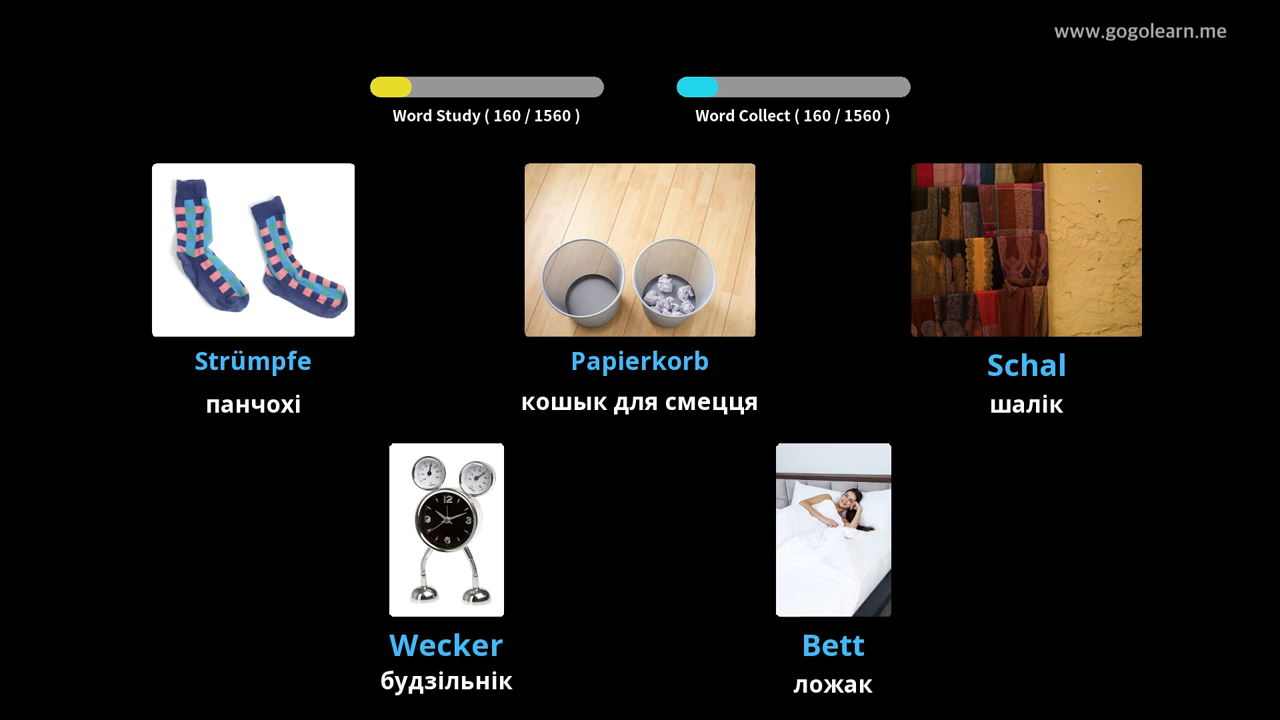 www.gogolearn.me
Word Study ( 160 / 1560 )
Word Collect ( 160 / 1560 )
Strümpfe
панчохі
Papierkorb
кошык для смецця
Schal
шалік
Wecker
будзільнік
Bett
ложак